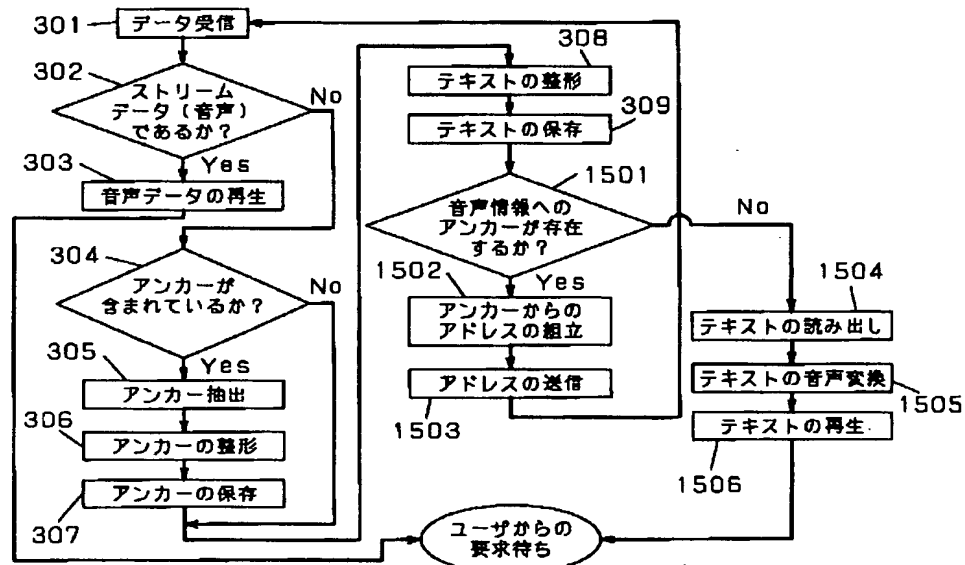 301
データ受信
302
ストリーム
データ(音声)
であるか?
No
Yes
303
音声データの再生
304
アンカーが
含まれているか?
No
Yes
305
アンカー抽出
306
アンカーの整形
307
アンカーの保存
308
テキストの整形
309
テキストの保存
1501
音声情報への
アンカーが存在
するか?
No
Yes
1502
アンカーからの
アドレスの組立
アドレスの送信
1503
1504
テキストの読み出し
テキストの音声変換
1505
テキストの再生
1506
ユーザからの
要求待ち